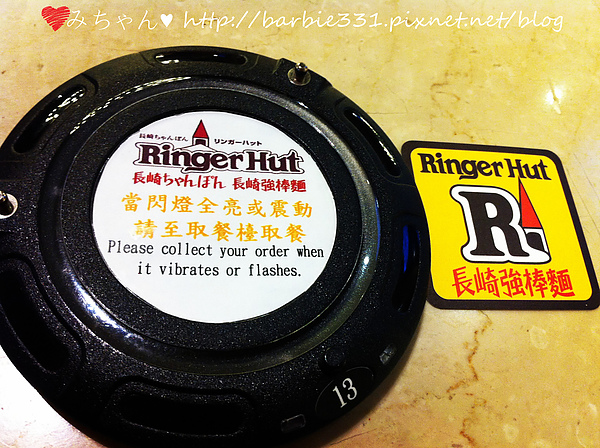 みちゃん♥ http://barbie331.pixnet.net/blog
長崎ちゃんぽん リンガーハット
Ringer Hut
長崎ちゃんぽん 長崎強棒麵
當閃燈全亮或震動
請至取餐檯取餐
Please collect your order when
it vibrates or flashes.
13
Ringer Hut
R
長崎強棒麵